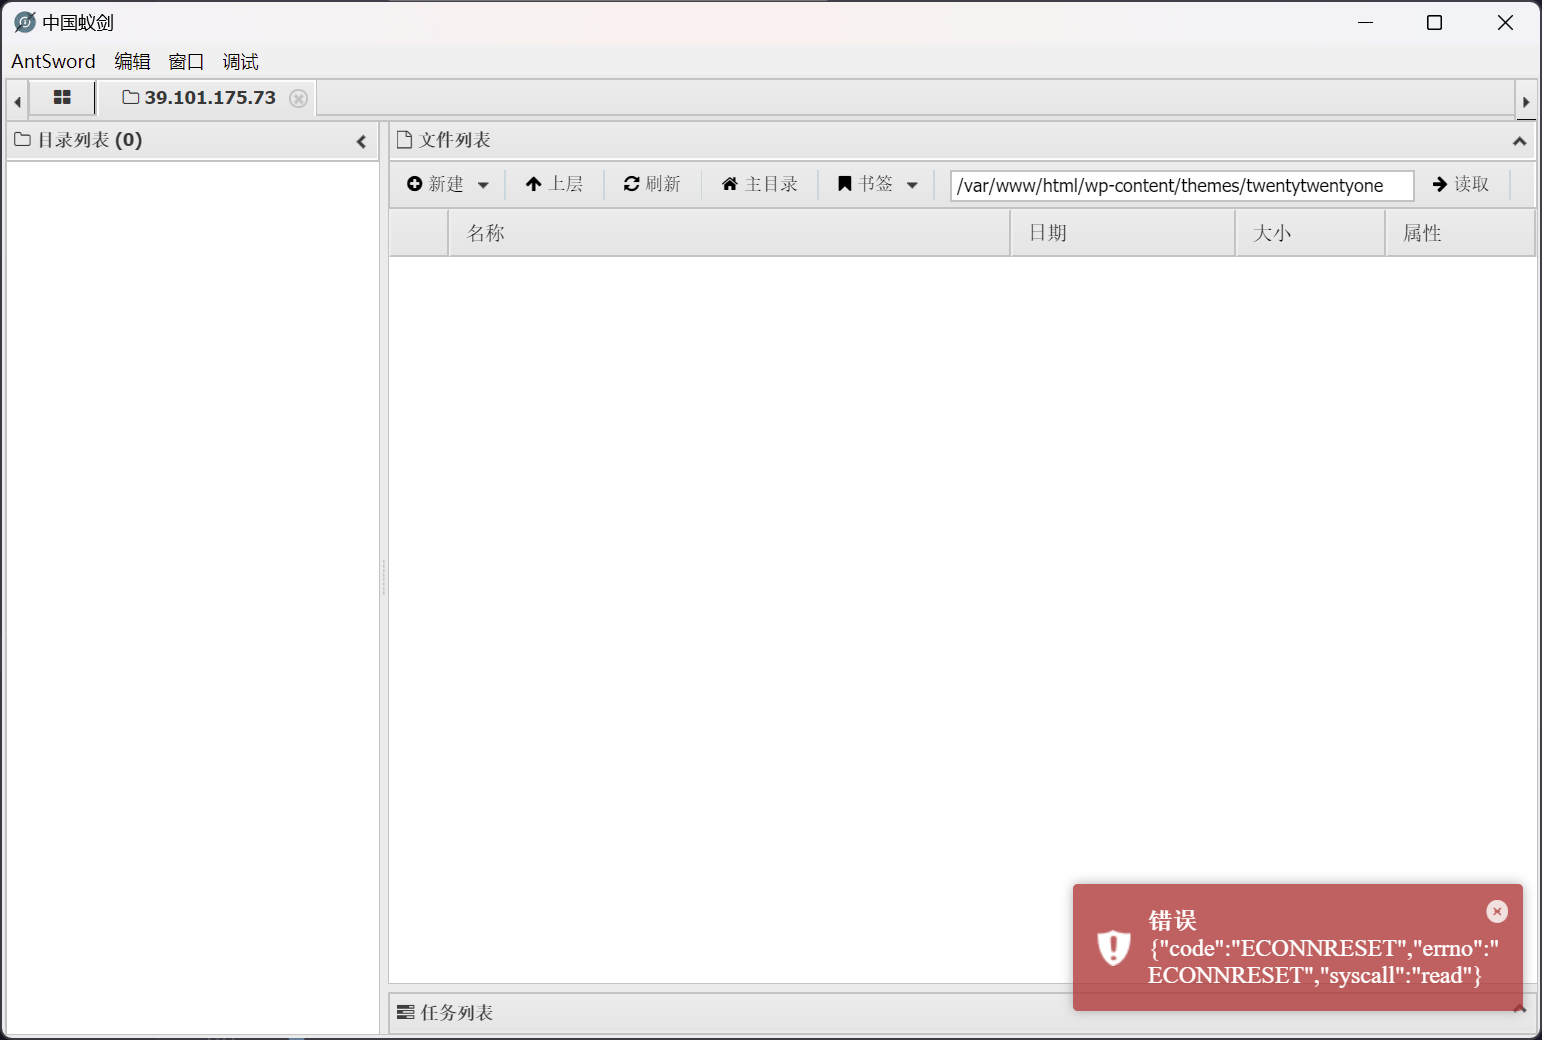 中国蚁剑
AntSword 编辑 窗口 调试
39.101.175.73
目录列表 (0)
文件列表
新建 上层 刷新 主目录 书签 /var/www/html/wp-content/themes/twentytwentyone 读取
名称 日期 大小 属性
错误
{"code":"ECONNRESET","errno":"
ECONNRESET","syscall":"read"}
任务列表